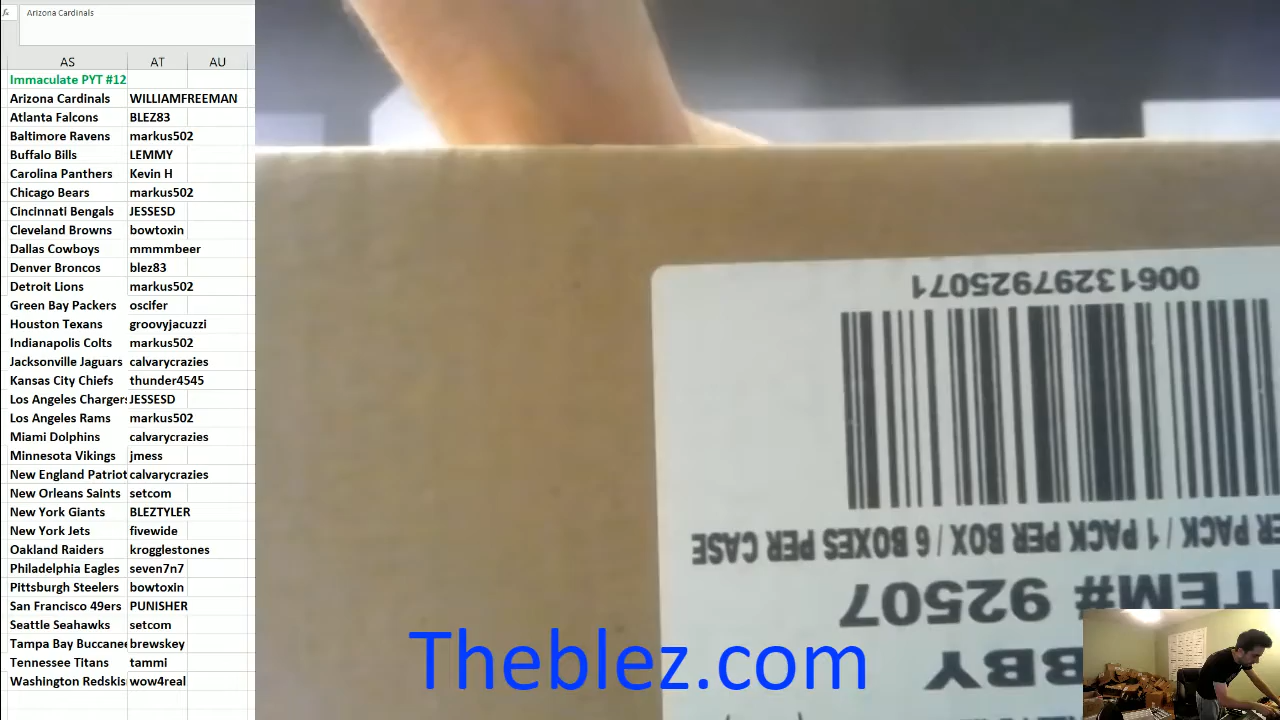 Arizona Cardinals
AS AT AU
Immaculate PYT #12
Arizona Cardinals WILLIAMFREEMAN
Atlanta Falcons BLEZ83
Baltimore Ravens markus502
Buffalo Bills LEMMY
Carolina Panthers Kevin H
Chicago Bears markus502
Cincinnati Bengals JESSESD
Cleveland Browns bowtoxin
Dallas Cowboys mmmmbeer
Denver Broncos blez83
Detroit Lions markus502
Green Bay Packers oscifer
Houston Texans groovyjacuzzi
Indianapolis Colts markus502
Jacksonville Jaguars calvarycrazies
Kansas City Chiefs thunder4545
Los Angeles Chargers JESSESD
Los Angeles Rams markus502
Miami Dolphins calvarycrazies
Minnesota Vikings jmess
New England Patriot calvarycrazies
New Orleans Saints setcom
New York Giants BLEZTYLER
New York Jets fivewide
Oakland Raiders krogglestones
Philadelphia Eagles seven7n7
Pittsburgh Steelers bowtoxin
San Francisco 49ers PUNISHER
Seattle Seahawks setcom
Tampa Bay Buccanee brewskey
Tennessee Titans tammi
Washington Redskis wow4real
BBY
ITEM# 92507
ER PACK / 1 PACK PER BOX / 6 BOXES PER CASE
00613297925071
Theblez.com